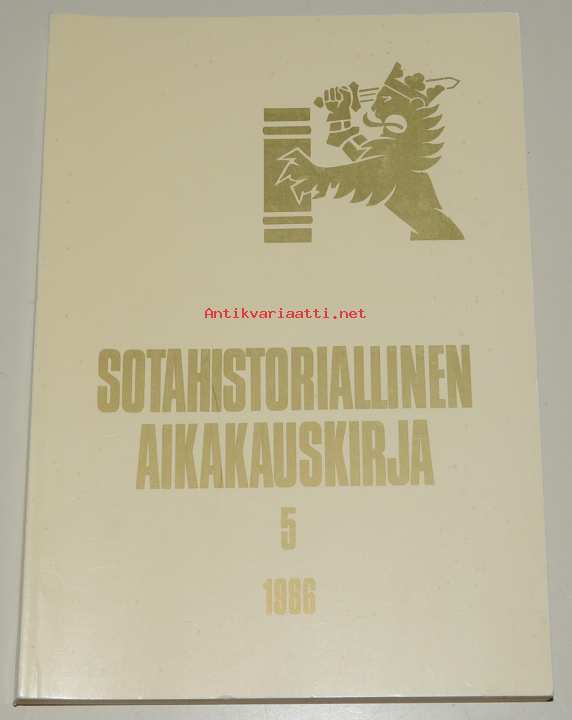 Antikvariaatti.net
SOTAHISTORIALLINEN
AIKAKAUSKIRJA
5
1986